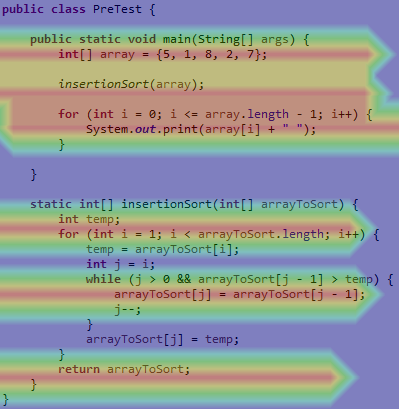 public class PreTest {
public static void main(String[] args) {
int[] array = {5, 1, 8, 2, 7};
insertionSort(array);
for (int i = 0; i <= array.length - 1; i++) {
System.out.print(array[i] + " ");
}
}
static int[] insertionSort(int[] arrayToSort) {
int temp;
for (int i = 1; i < arrayToSort.length; i++) {
temp = arrayToSort[i];
int j = i;
while (j > 0 && arrayToSort[j - 1] > temp) {
arrayToSort[j] = arrayToSort[j - 1];
j--;
}
arrayToSort[j] = temp;
}
return arrayToSort;
}
}